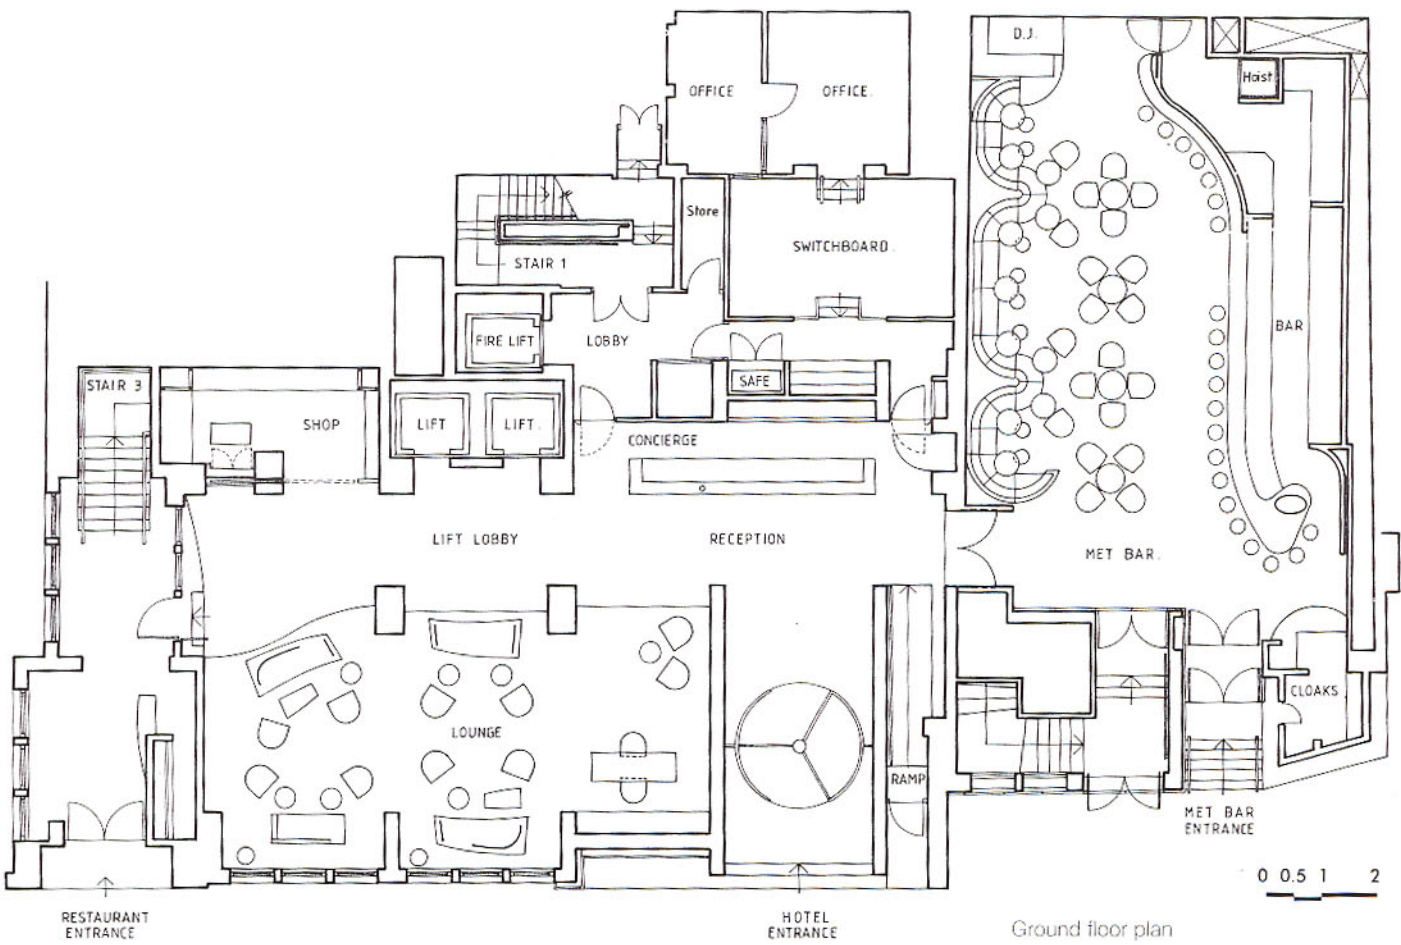 D.J.
Hoist
OFFICE
OFFICE.
Store
SWITCHBOARD.
STAIR 1
FIRE LIFT
LOBBY
BAR
STAIR 3
SAFE
SHOP
LIFT
LIFT.
CONCIERGE
LIFT LOBBY
RECEPTION
MET BAR.
CLOAKS
LOUNGE
RAMP
MET BAR
ENTRANCE
0 0.5 1 2
RESTAURANT
ENTRANCE
HOTEL
ENTRANCE
Ground floor plan